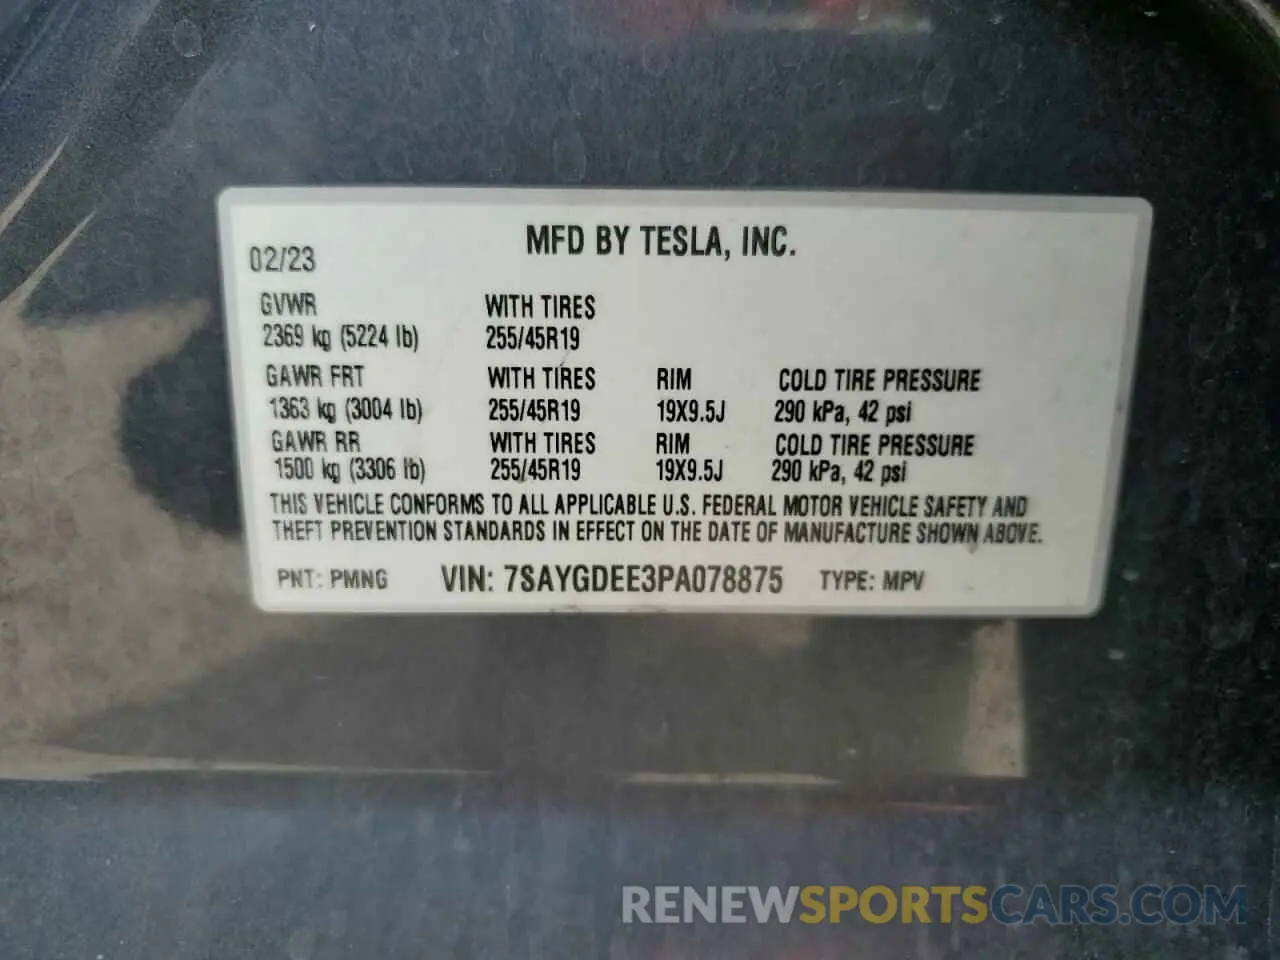 MFD BY TESLA, INC.
02/23
GVWR WITH TIRES
2369 kg (5224 lb) 255/45R19
GAWR FRT WITH TIRES RIM COLD TIRE PRESSURE
1363 kg (3004 lb) 255/45R19 19X9.5J 290 kPa, 42 psi
GAWR RR WITH TIRES RIM COLD TIRE PRESSURE
1500 kg (3306 lb) 255/45R19 19X9.5J 290 kPa, 42 psi
THIS VEHICLE CONFORMS TO ALL APPLICABLE U.S. FEDERAL MOTOR VEHICLE SAFETY AND
THEFT PREVENTION STANDARDS IN EFFECT ON THE DATE OF MANUFACTURE SHOWN ABOVE.
PNT: PMNG VIN: 7SAYGDEE3PA078875 TYPE: MPV
RENEWSPORTSCARS.COM